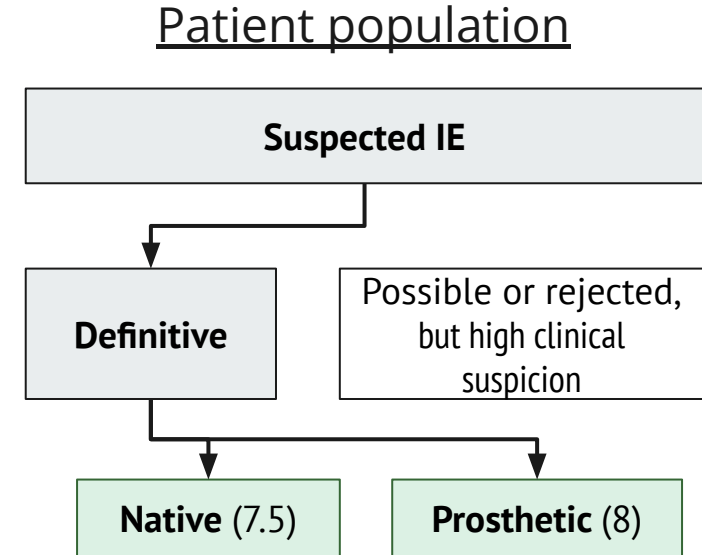 Patient population
Suspected IE
Definitive
Possible or rejected,
but high clinical
suspicion
Native (7.5)
Prosthetic (8)